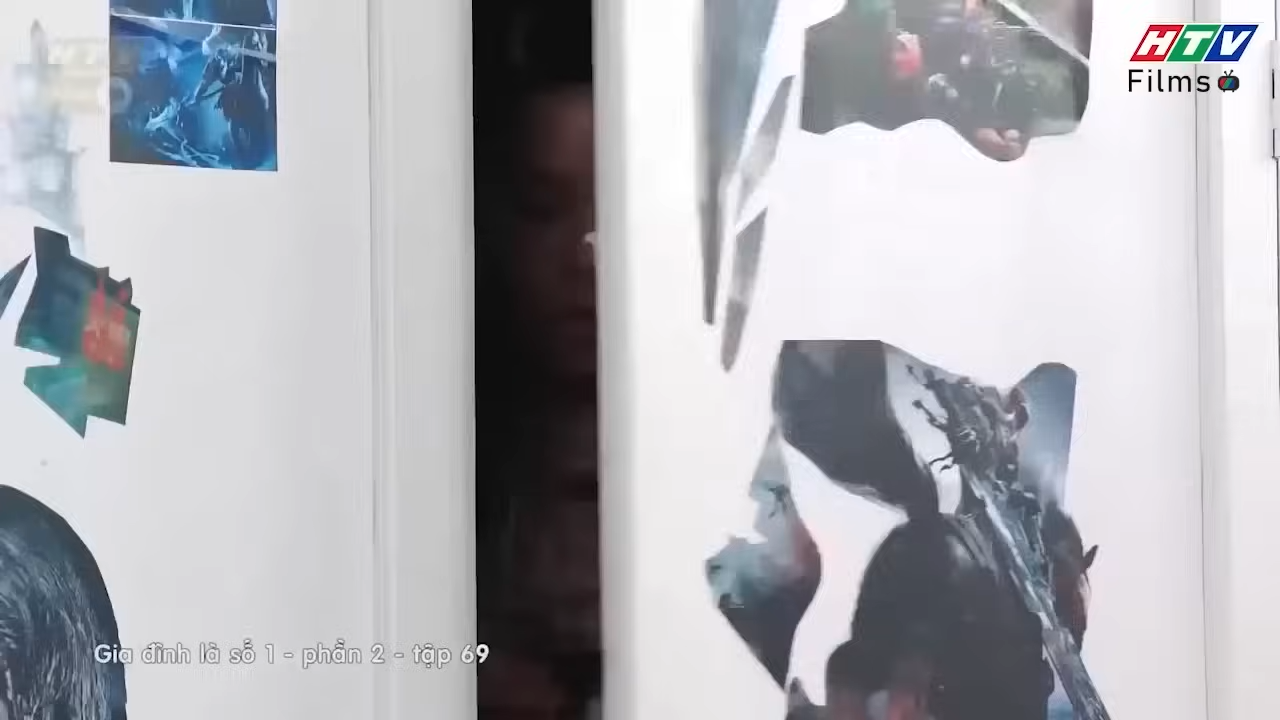 HTV
Films
Gia đình là số 1 - phần 2 - tập 69